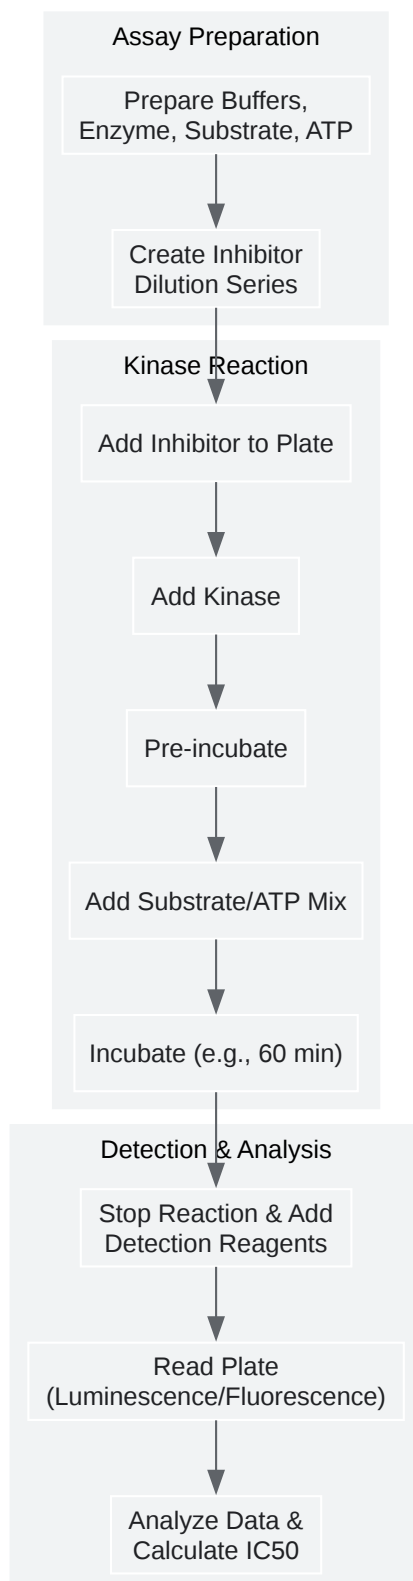 Assay Preparation
Prepare Buffers,
Enzyme, Substrate, ATP
Create Inhibitor
Dilution Series
Kinase Reaction
Add Inhibitor to Plate
Add Kinase
Pre-incubate
Add Substrate/ATP Mix
Incubate (e.g., 60 min)
Detection & Analysis
Stop Reaction & Add
Detection Reagents
Read Plate
(Luminescence/Fluorescence)
Analyze Data &
Calculate IC50